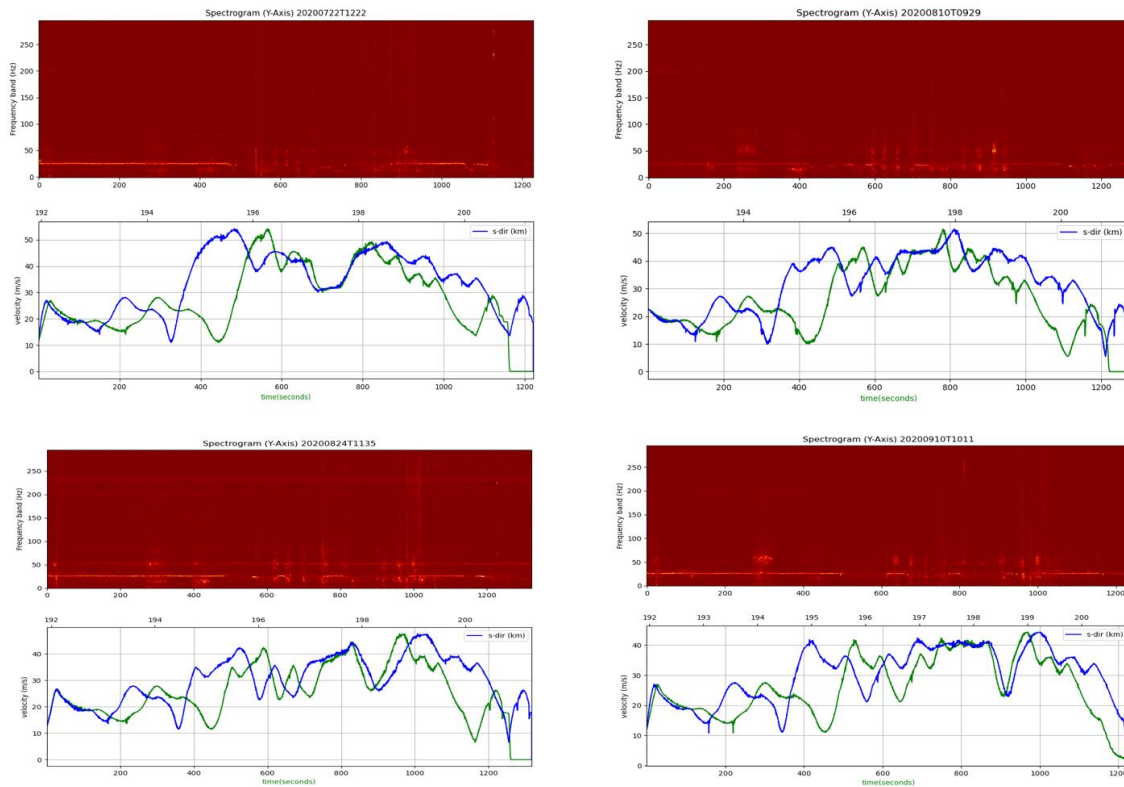 Spectrogram (Y-Axis) 20200722T1222
Frequency band (Hz)
250
200
150
100
50
0
0 200 400 600 800 1000 1200
192 194 196 198 200
s-dir (km)
velocity (m/s)
50
40
30
20
10
0
200 400 600 800 1000 1200
time(seconds)
Spectrogram (Y-Axis) 20200810T0929
Frequency band (Hz)
250
200
150
100
50
0
0 200 400 600 800 1000 1200
194 196 198 200
s-dir (km)
velocity (m/s)
50
40
30
20
10
0
200 400 600 800 1000 1200
time(seconds)
Spectrogram (Y-Axis) 20200824T1135
Frequency band (Hz)
250
200
150
100
50
0
0 200 400 600 800 1000 1200
192 194 196 198 200
s-dir (km)
velocity (m/s)
40
30
20
10
0
200 400 600 800 1000 1200
time(seconds)
Spectrogram (Y-Axis) 20200910T1011
Frequency band (Hz)
250
200
150
100
50
0
0 200 400 600 800 1000 1200
192 193 194 195 196 197 198 199 200
s-dir (km)
velocity (m/s)
40
30
20
10
0
200 400 600 800 1000 1200
time(seconds)